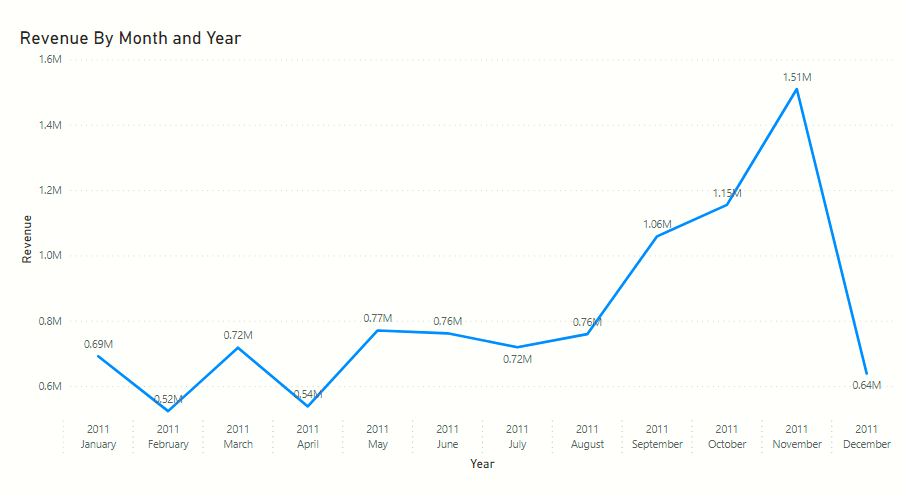 Revenue By Month and Year
1.6M
1.4M
1.2M
1.0M
0.8M
0.6M
Revenue
0.69M
0.52M
0.72M
0.54M
0.77M
0.76M
0.72M
0.76M
1.06M
1.15M
1.51M
0.64M
2011 2011 2011 2011 2011 2011 2011 2011 2011 2011 2011 2011
January February March April May June July August September October November December
Year